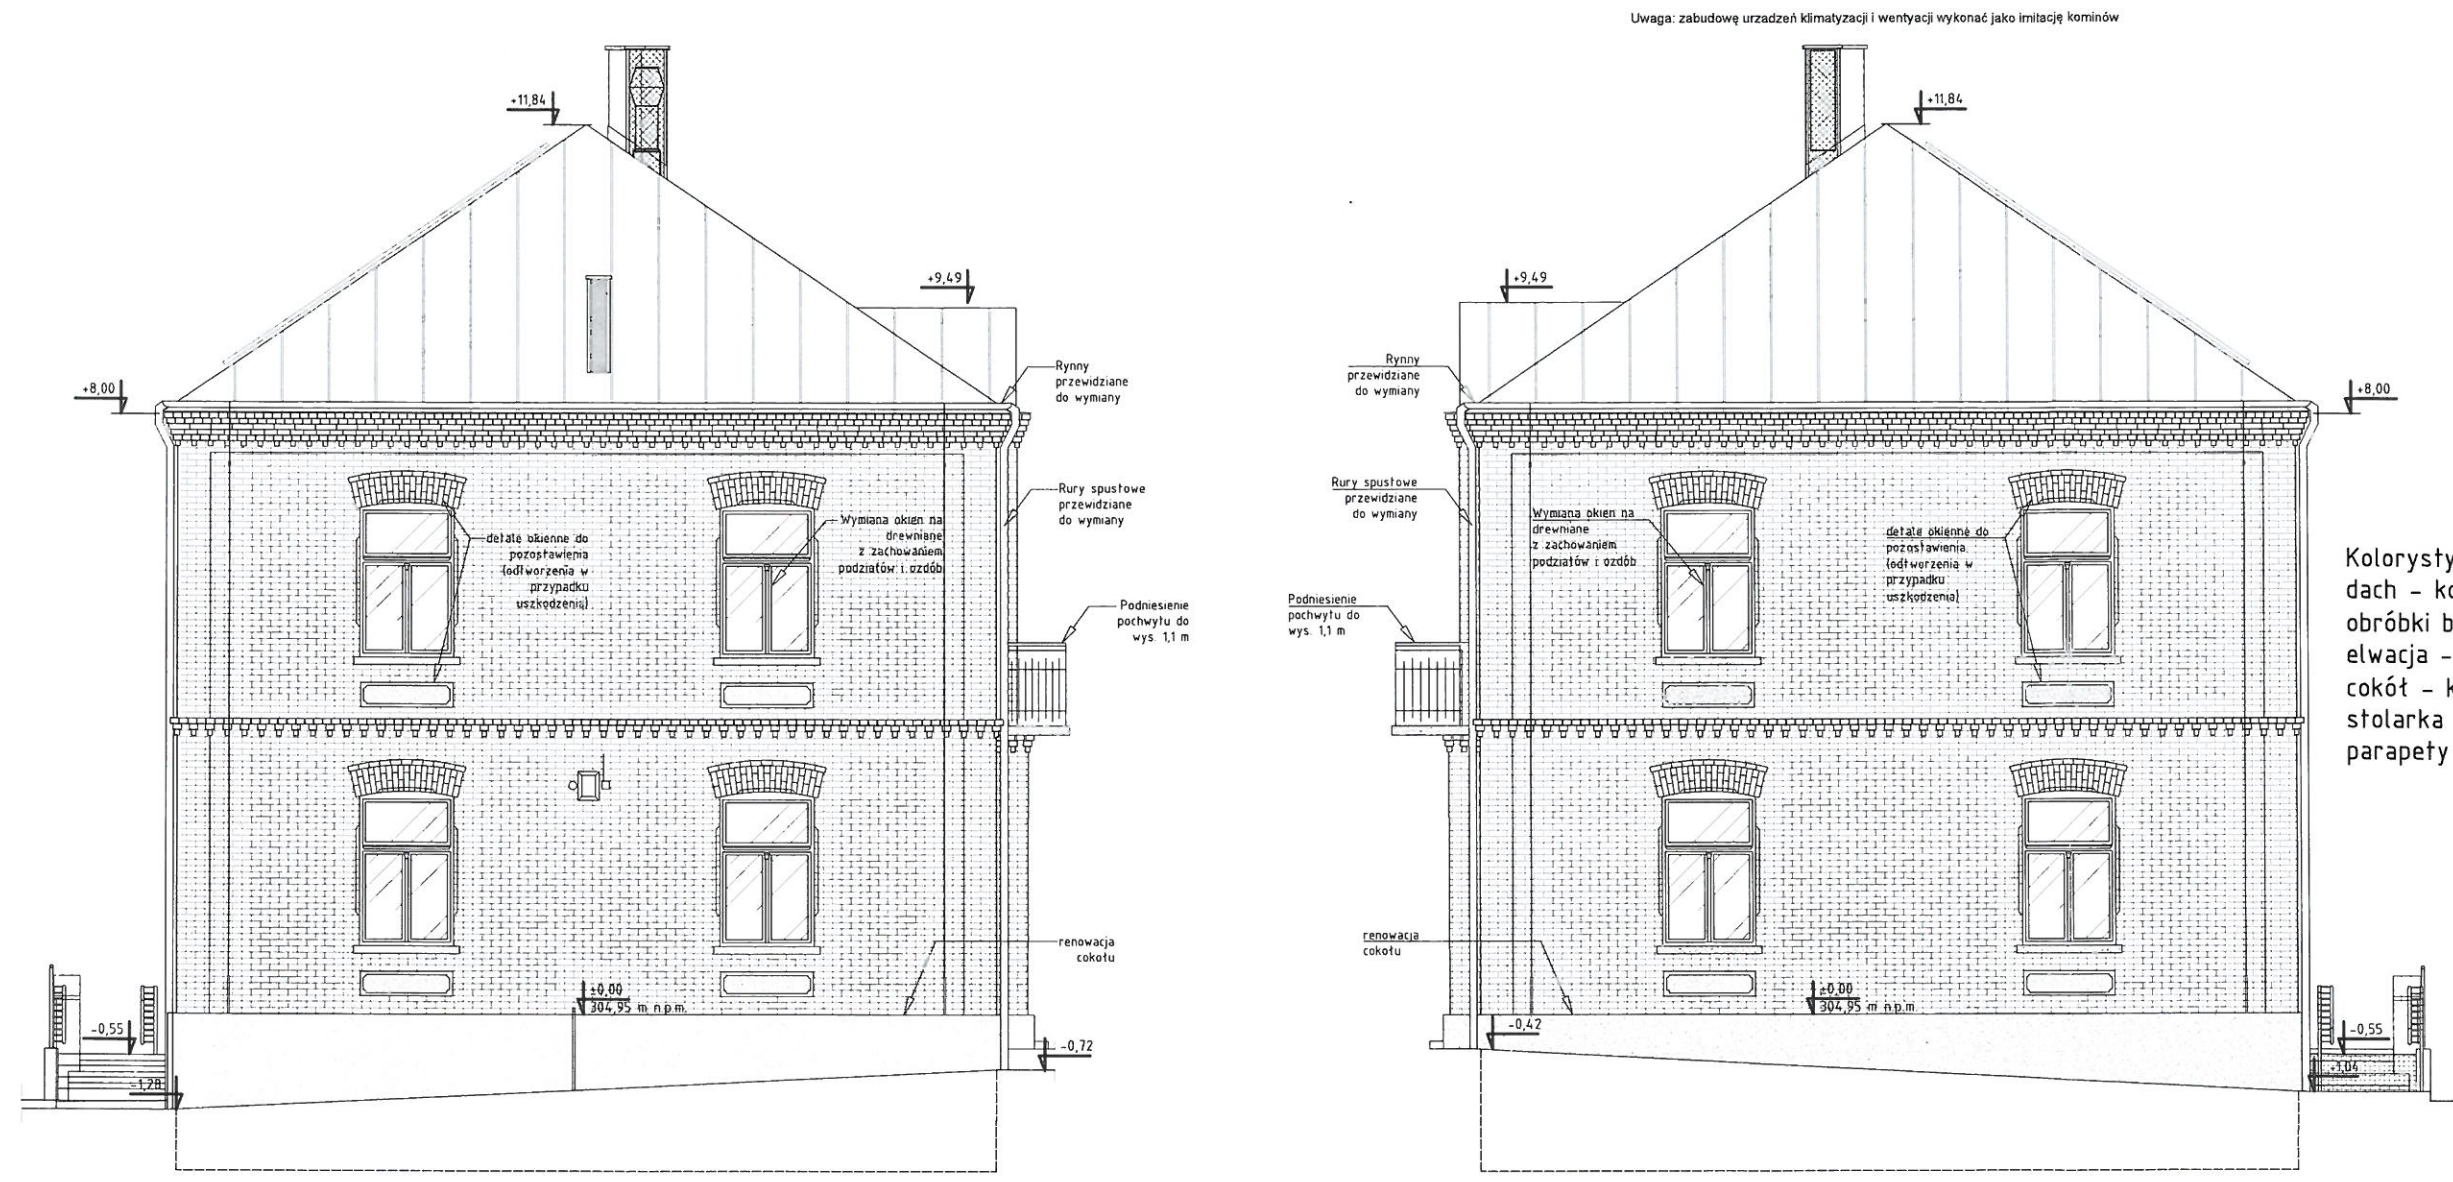 Uwaga: zabudowę urzadzeń klimatyzacji i wentyacji wykonać jako imitację kominów
+11,84
+9,49
+8,00
Rynny
przewidziane
do wymiany
Rury spustowe
przewidziane
do wymiany
detale okienne do
pozostawienia
(odtworzenia w
przypadku
uszkodzenia)
Wymiana okien na
drewniane
z zachowaniem
podziałów i ozdób
Podniesienie
pochwytu do
wys. 1,1 m
renowacja
cokołu
±0,00
304,95 m n.p.m.
-0,55
-1,28
-0,72
+11,84
+9,49
+8,00
Rynny
przewidziane
do wymiany
Rury spustowe
przewidziane
do wymiany
Wymiana okien na
drewniane
z zachowaniem
podziałów i ozdób
detale okienne do
pozostawienia
(odtworzenia w
przypadku
uszkodzenia)
Podniesienie
pochwytu do
wys. 1,1 m
renowacja
cokołu
±0,00
304,95 m n.p.m.
-0,42
-0,55
-1,04
Kolorysty
dach - ko
obróbki b
elwacja -
cokół - k
stolarka
parapety